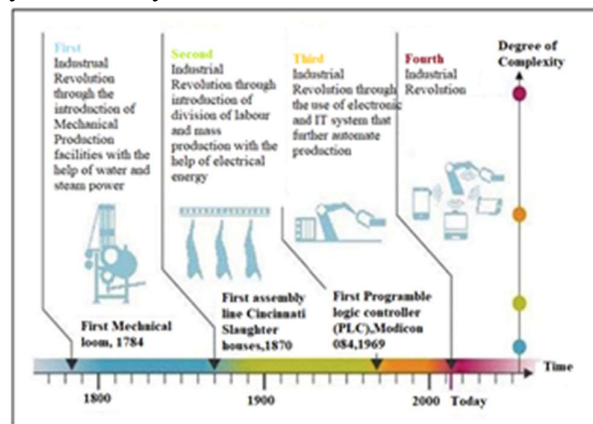 First
Industrual
Revolution
through the
introduction of
Mechanical
Production
facilities with the
help of water and
steam power
Second
Industrial
Revolution through
introduction of
division of labour
and mass
production with the
help of electrical
energy
Third
Industrial
Revolution through
the use of electronic
and IT system that
further automate
production
Fourth
Industrial
Revolution
Degree of
Complexity
First Mechnical
loom, 1784
First assembly
line Cincinnati
Slaughter
houses,1870
First Programble
logic controller
(PLC),Modicon
084,1969
Time
1800
1900
2000
Today